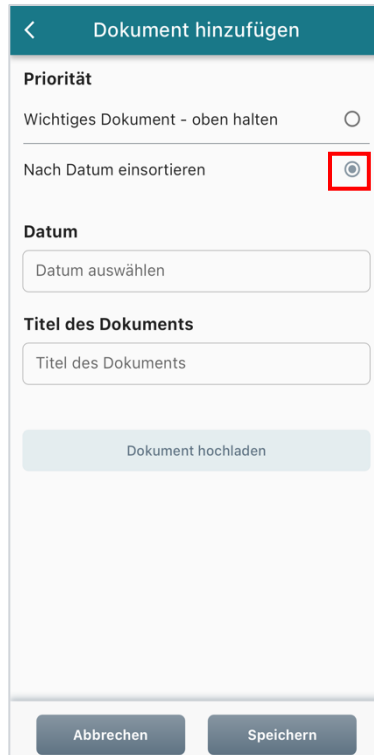 Dokument hinzufügen
Priorität
Wichtiges Dokument - oben halten
Nach Datum einsortieren
Datum
Datum auswählen
Titel des Dokuments
Titel des Dokuments
Dokument hochladen
Abbrechen Speichern